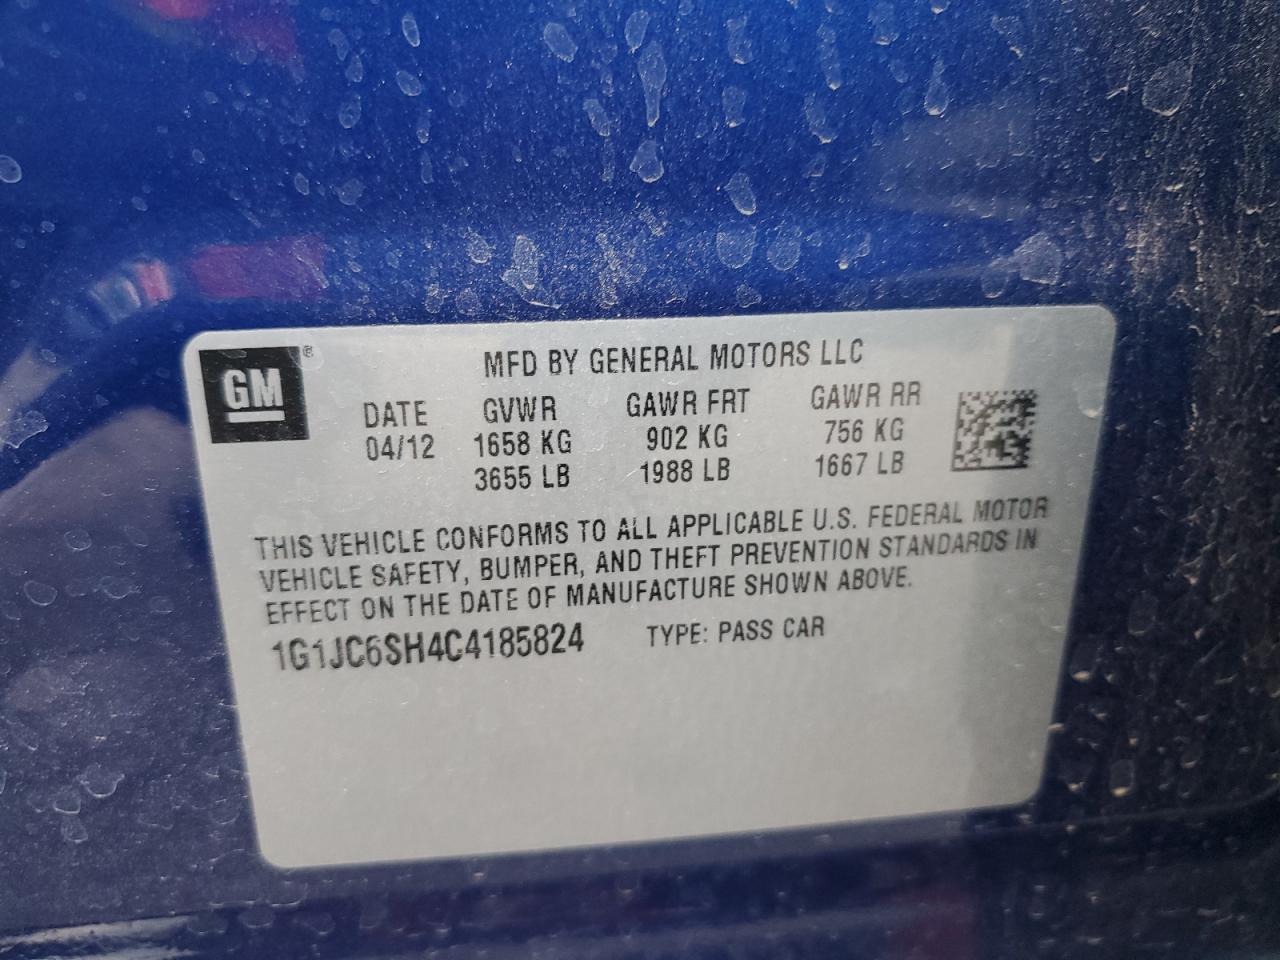 GM®
MFD BY GENERAL MOTORS LLC
DATE GVWR GAWR FRT GAWR RR
04/12 1658 KG 902 KG 756 KG
3655 LB 1988 LB 1667 LB
THIS VEHICLE CONFORMS TO ALL APPLICABLE U.S. FEDERAL MOTOR
VEHICLE SAFETY, BUMPER, AND THEFT PREVENTION STANDARDS IN
EFFECT ON THE DATE OF MANUFACTURE SHOWN ABOVE.
1G1JC6SH4C4185824 TYPE: PASS CAR